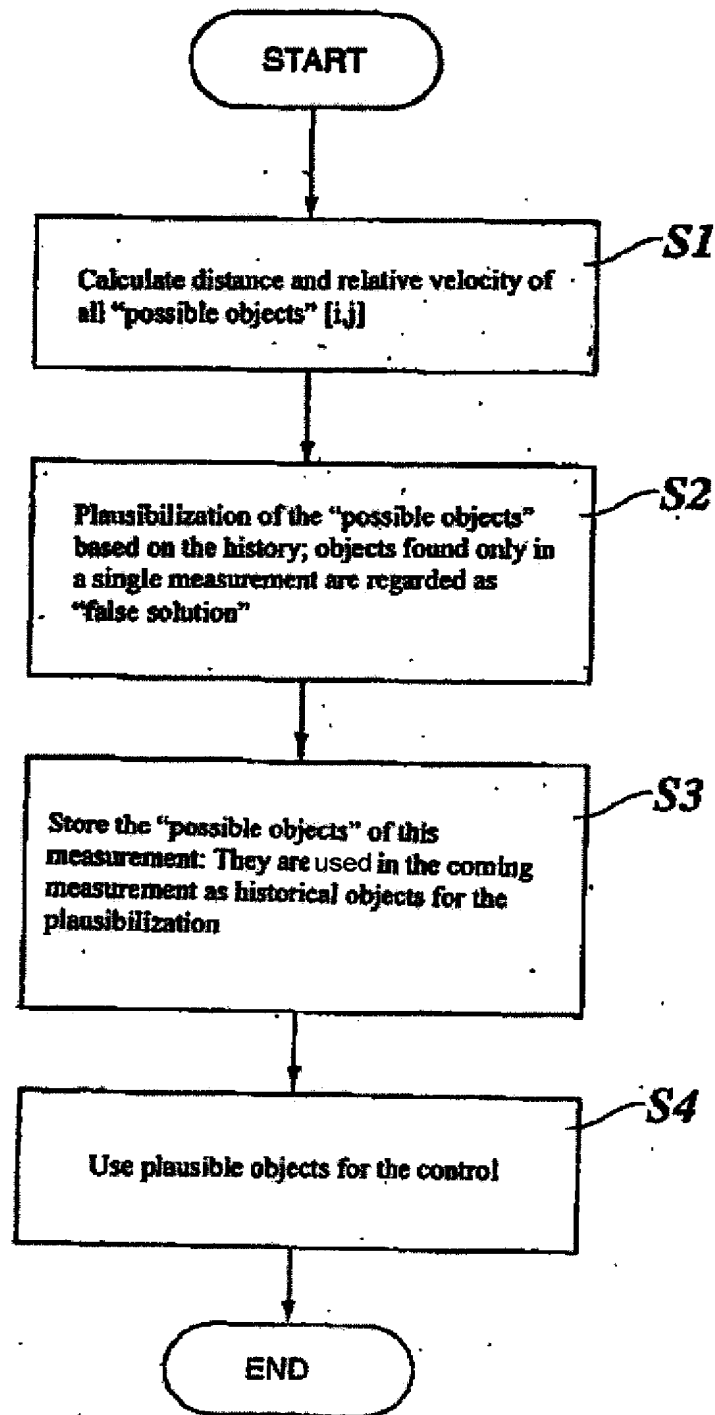 START
S1
Calculate distance and relative velocity of
all “possible objects” [i,j]
S2
Plausibilization of the “possible objects”
based on the history; objects found only in
a single measurement are regarded as
“false solution”
S3
Store the “possible objects” of this
measurement: They are used in the coming
measurement as historical objects for the
plausibilization
S4
Use plausible objects for the control
END